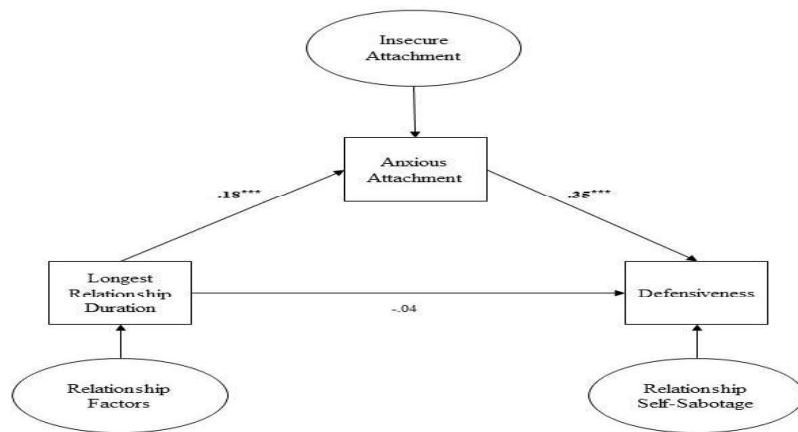 Insecure
Attachment
Anxious
Attachment
.18***
.35***
Longest
Relationship
Duration
-.04
Defensiveness
Relationship
Factors
Relationship
Self-Sabotage